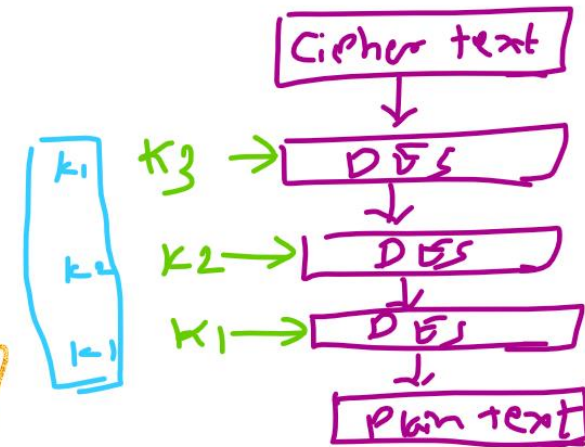 Cipher text
K3 DES
K1
K2 DES
K2
K1 DES
K1
Plain text